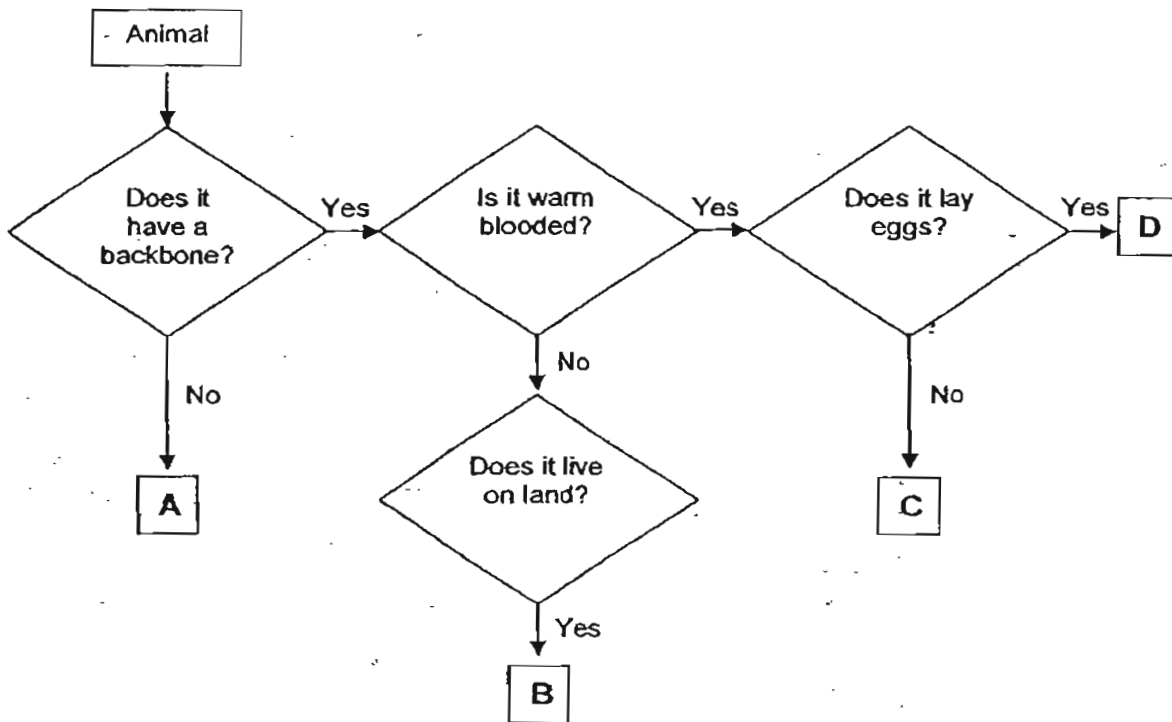 Animal
Does it
have a
backbone?
Yes
Is it warm
blooded?
Yes
Does it lay
eggs?
Yes
D
No
No
No
A
Does it live
on land?
C
Yes
B